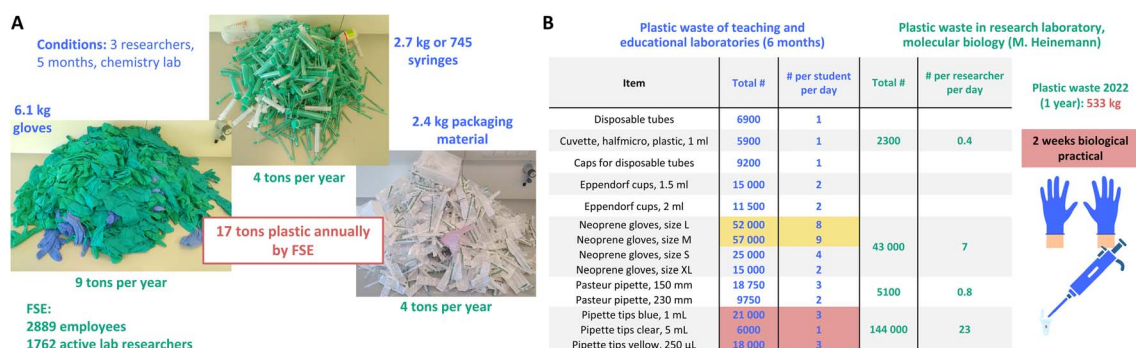 A
Conditions: 3 researchers,
5 months, chemistry lab
2.7 kg or 745
syringes
6.1 kg
gloves
2.4 kg packaging
material
4 tons per year
17 tons plastic annually
by FSE
9 tons per year
4 tons per year
FSE:
2889 employees
1762 active lab researchers
B
Plastic waste of teaching and
educational laboratories (6 months)
Plastic waste in research laboratory,
molecular biology (M. Heinemann)
Item Total # # per student per day Total # # per researcher per day
Disposable tubes 6900 1
Cuvette, halfmicro, plastic, 1 ml 5900 1 2300 0.4
Caps for disposable tubes 9200 1
Eppendorf cups, 1.5 ml 15 000 2
Eppendorf cups, 2 ml 11 500 2
Neoprene gloves, size L 52 000 8
Neoprene gloves, size M 57 000 9
43 000 7
Neoprene gloves, size S 25 000 4
Neoprene gloves, size XL 15 000 2
Pasteur pipette, 150 mm 18 750 3
5100 0.8
Pasteur pipette, 230 mm 9750 2
Pipette tips blue, 1 mL 21 000 3
Pipette tips clear, 5 mL 6000 1 144 000 23
Pipette tips yellow, 250 µL 18 000 3
Plastic waste 2022
(1 year): 533 kg
2 weeks biological
practical